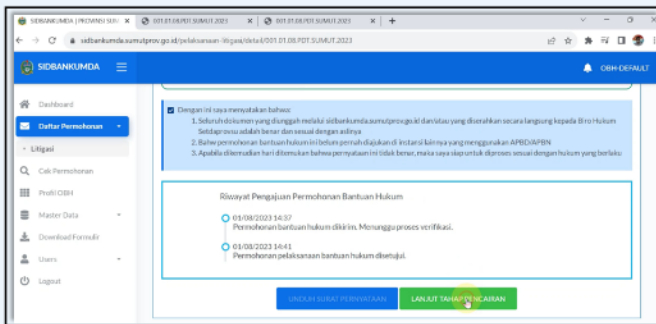 SIDBANKUMDA | PROVINSI SUM
001.01.08.PDT.SUMUT.2023
001.01.08.PDT.SUMUT.2023
sidbankumda.sumutprov.go.id/pelaksanaan-litigasi/detail/001.01.08.PDT.SUMUT.2023
SIDBANKUMDA
OBH-DEFAULT
Dashboard
Daftar Permohonan
Litigasi
Cek Permohonan
Profil OBH
Master Data
Download Formulir
Users
Logout
Dengan ini saya menyatakan bahwa:
1. Seluruh dokumen yang diunggah melalui sidbankumda.sumutprov.go.id dan/atau yang diserahkan secara langsung kepada Biro Hukum
Setdaprovsu adalah benar dan sesuai dengan aslinya
2. Bahwa permohonan bantuan hukum ini belum pernah diajukan di instansi lainnya yang menggunakan APBD/APBN
3. Apabila dikemudian hari ditemukan bahwa pernyataan ini tidak benar, maka saya siap untuk diproses sesuai dengan hukum yang berlaku
Riwayat Pengajuan Permohonan Bantuan Hukum
01/08/2023 14:37
Permohonan bantuan hukum dikirim. Menunggu proses verifikasi.
01/08/2023 14:41
Permohonan pelaksanaan bantuan hukum disetujui.
UNDUH SURAT PERNYATAAN
LANJUT TAHAP PENCAIRAN